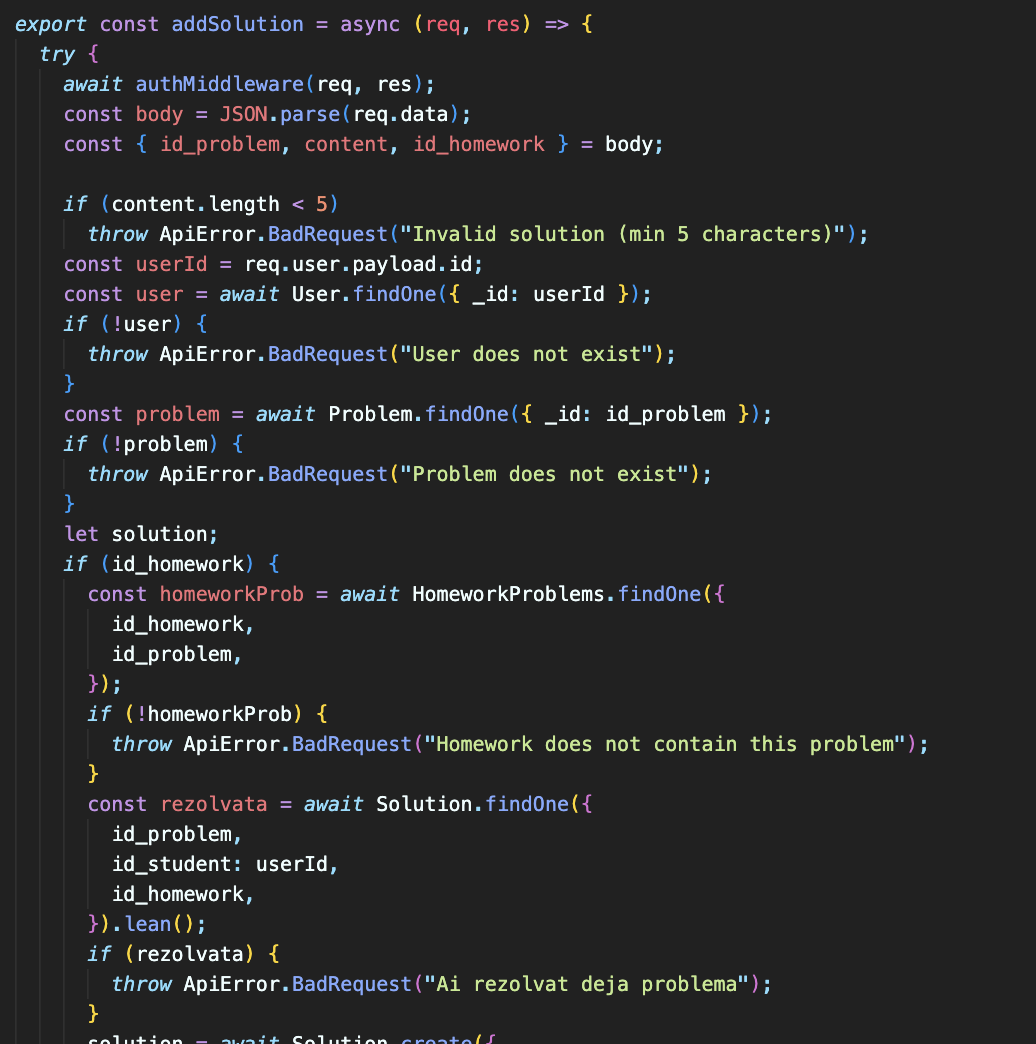 export const addSolution = async (req, res) => {
try {
await authMiddleware(req, res);
const body = JSON.parse(req.data);
const { id_problem, content, id_homework } = body;
if (content.length < 5)
throw ApiError.BadRequest("Invalid solution (min 5 characters)");
const userId = req.user.payload.id;
const user = await User.findOne({ _id: userId });
if (!user) {
throw ApiError.BadRequest("User does not exist");
}
const problem = await Problem.findOne({ _id: id_problem });
if (!problem) {
throw ApiError.BadRequest("Problem does not exist");
}
let solution;
if (id_homework) {
const homeworkProb = await HomeworkProblems.findOne({
id_homework,
id_problem,
});
if (!homeworkProb) {
throw ApiError.BadRequest("Homework does not contain this problem");
}
const rezolvata = await Solution.findOne({
id_problem,
id_student: userId,
id_homework,
}).lean();
if (rezolvata) {
throw ApiError.BadRequest("Ai rezolvat deja problema");
}
solution = await Solution.create({